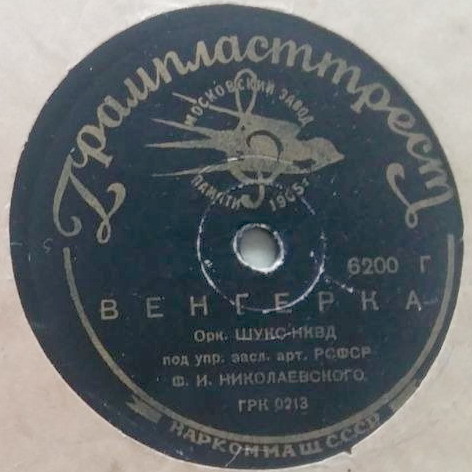 Грампласттрест
МОСКОВСКИЙ ЗАВОД
ПАМЯТИ 1905 г
6200 Г
ВЕНГЕРКА
Орк. ШУКС НКВД
под упр. засл. арт. РСФСР
Ф. И. НИКОЛАЕВСКОГО
ГРК 0213
НАРКОММАШ СССР